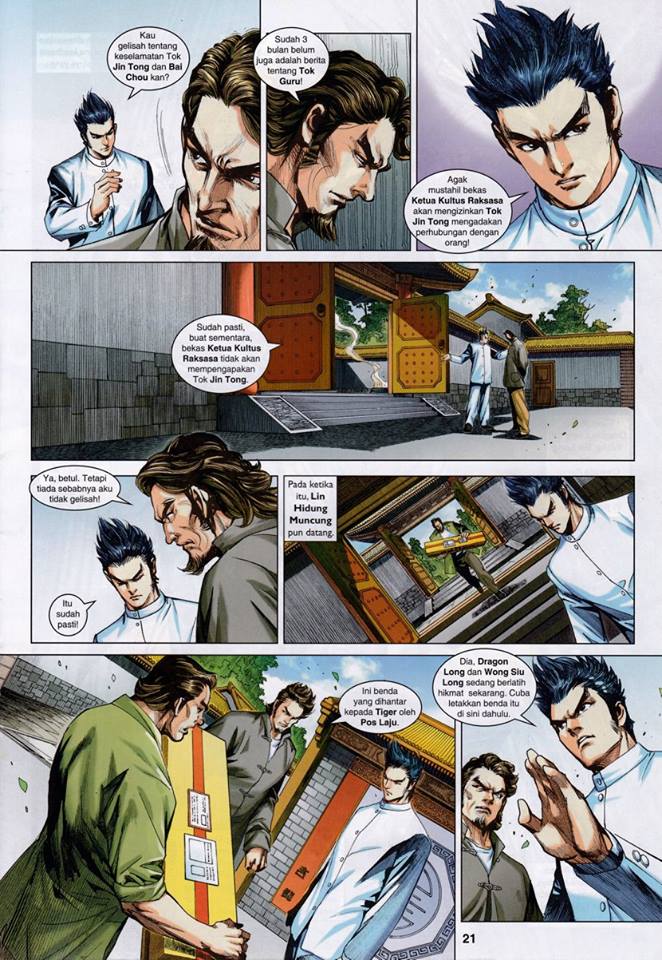 Kau
gelisah tentang
keselamatan Tok
Jin Tong dan Bai
Chou kan?
Sudah 3
bulan belum
juga adalah berita
tentang Tok
Guru!
Agak
mustahil bekas
Ketua Kultus Raksasa
akan mengizinkan Tok
Jin Tong mengadakan
perhubungan dengan
orang!
Sudah pasti,
buat sementara,
bekas Ketua Kultus
Raksasa tidak akan
mempengapakan
Tok Jin Tong.
Ya, betul. Tetapi
tiada sebabnya aku
tidak gelisah!
Itu
sudah
pasti!
Pada ketika
itu, Lin
Hidung
Muncung
pun datang.
Ini benda
yang dihantar
kepada Tiger oleh
Pos Laju.
Dia, Dragon
Long dan Wong Siu
Long sedang berlatih
hikmat sekarang. Cuba
letakkan benda itu
di sini dahulu.
21